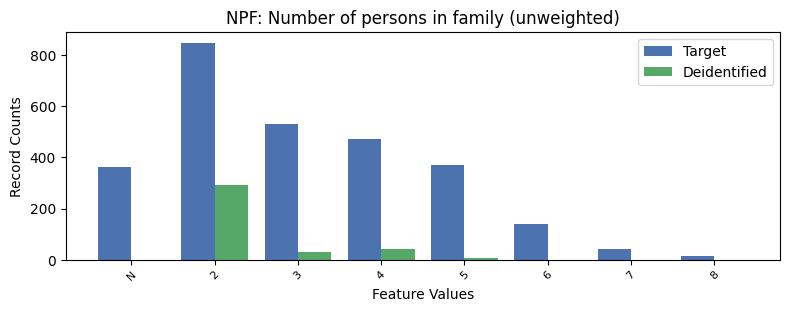 NPF: Number of persons in family (unweighted)
Target
Deidentified
Record Counts
800
600
400
200
0
N 2 3 4 5 6 7 8
Feature Values